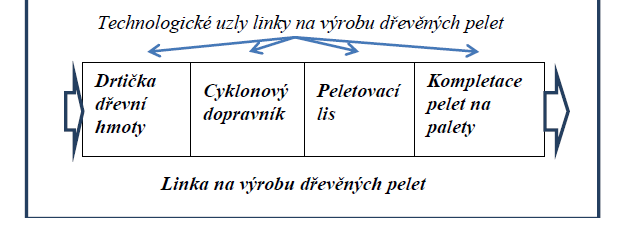 Technologické uzly linky na výrobu dřevěných pelet
Drtička
dřevní
hmoty
Cyklonový
dopravník
Peletovací
lis
Kompletace
pelet na
palety
Linka na výrobu dřevěných pelet